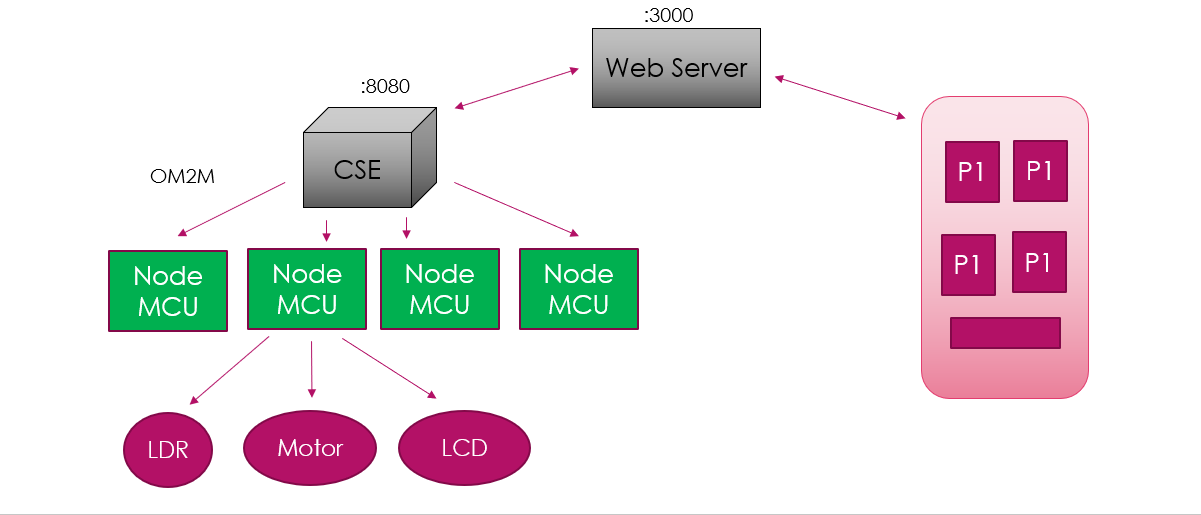 :3000
Web Server
:8080
CSE
OM2M
P1
P1
P1
P1
Node
MCU
Node
MCU
Node
MCU
Node
MCU
LDR
Motor
LCD